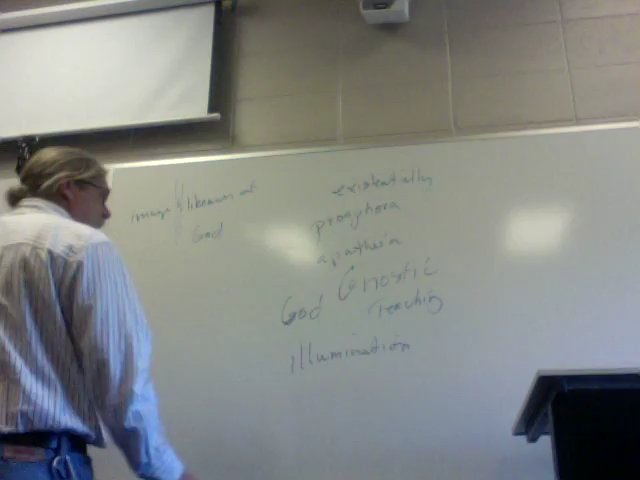 image & likeness of
God
existentially
prosphora
apatheia
Gnostic
God Teaching
illumination